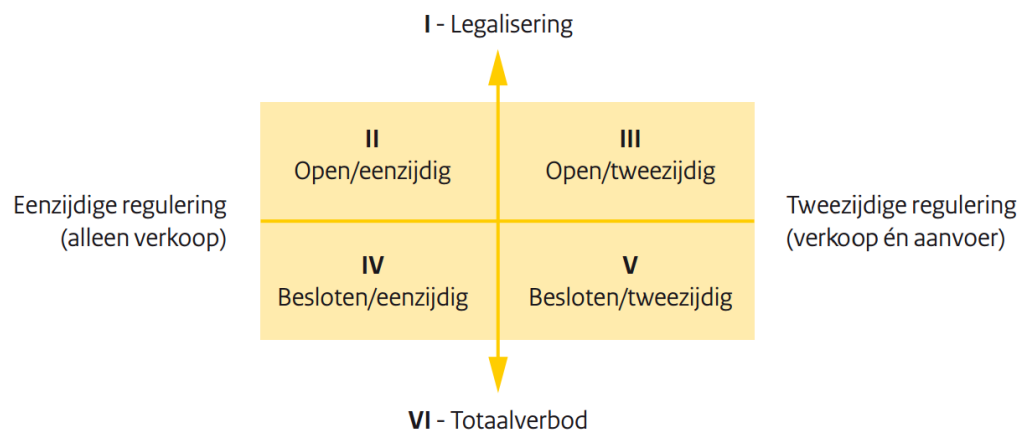 I - Legalisering
II
Open/eenzijdig
III
Open/tweezijdig
Eenzijdige regulering
(alleen verkoop)
Tweezijdige regulering
(verkoop én aanvoer)
IV
Besloten/eenzijdig
V
Besloten/tweezijdig
VI - Totaalverbod